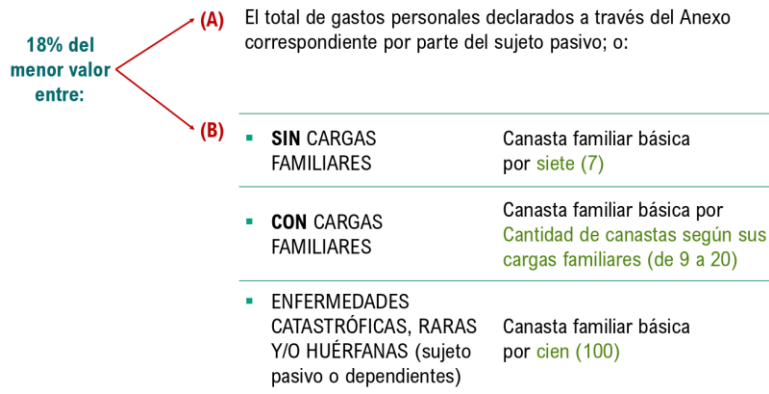 18% del
menor valor
entre:
(A) El total de gastos personales declarados a través del Anexo
correspondiente por parte del sujeto pasivo; o:
(B)
▪ SIN CARGAS
FAMILIARES
Canasta familiar básica
por siete (7)
▪ CON CARGAS
FAMILIARES
Canasta familiar básica por
Cantidad de canastas según sus
cargas familiares (de 9 a 20)
▪ ENFERMEDADES
CATASTRÓFICAS, RARAS
Y/O HUÉRFANAS (sujeto
pasivo o dependientes)
Canasta familiar básica
por cien (100)